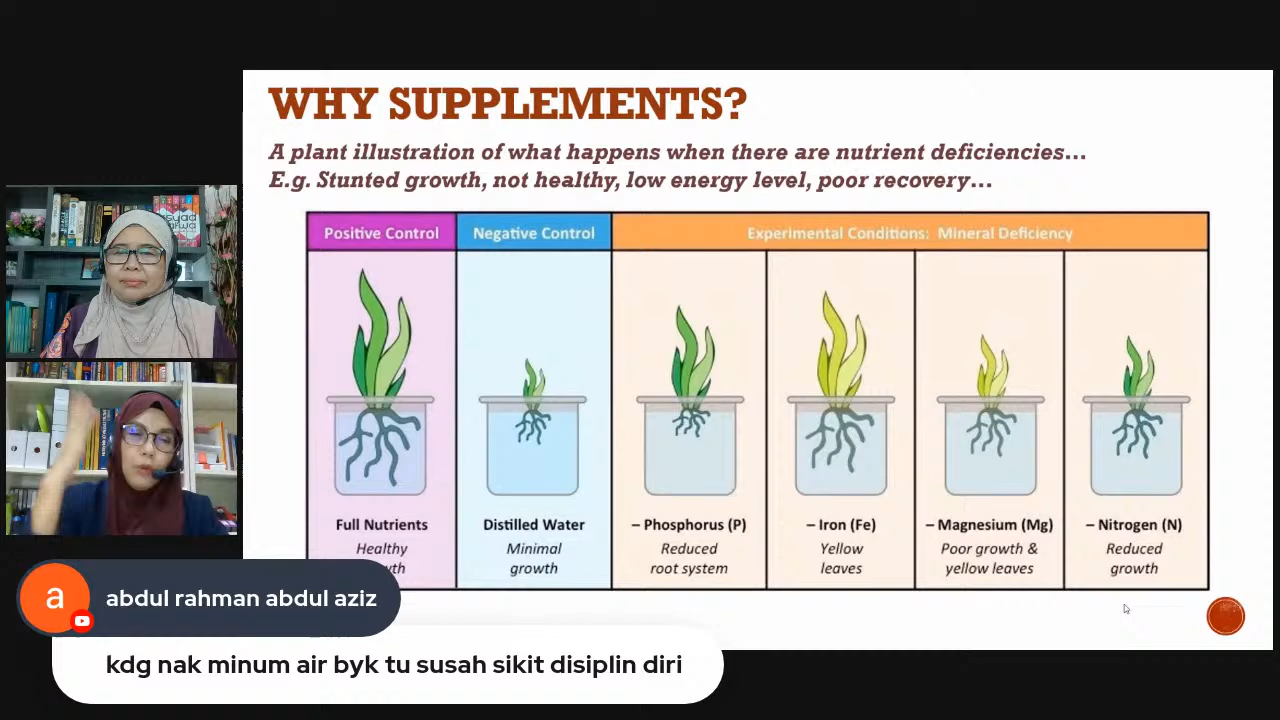 WHY SUPPLEMENTS?
A plant illustration of what happens when there are nutrient deficiencies...
E.g. Stunted growth, not healthy, low energy level, poor recovery...
Positive Control
Negative Control
Experimental Conditions: Mineral Deficiency
Full Nutrients
Healthy
Distilled Water
Minimal
growth
– Phosphorus (P)
Reduced
root system
– Iron (Fe)
Yellow
leaves
– Magnesium (Mg)
Poor growth &
yellow leaves
– Nitrogen (N)
Reduced
growth
a
abdul rahman abdul aziz
kdg nak minum air byk tu susah sikit disiplin diri